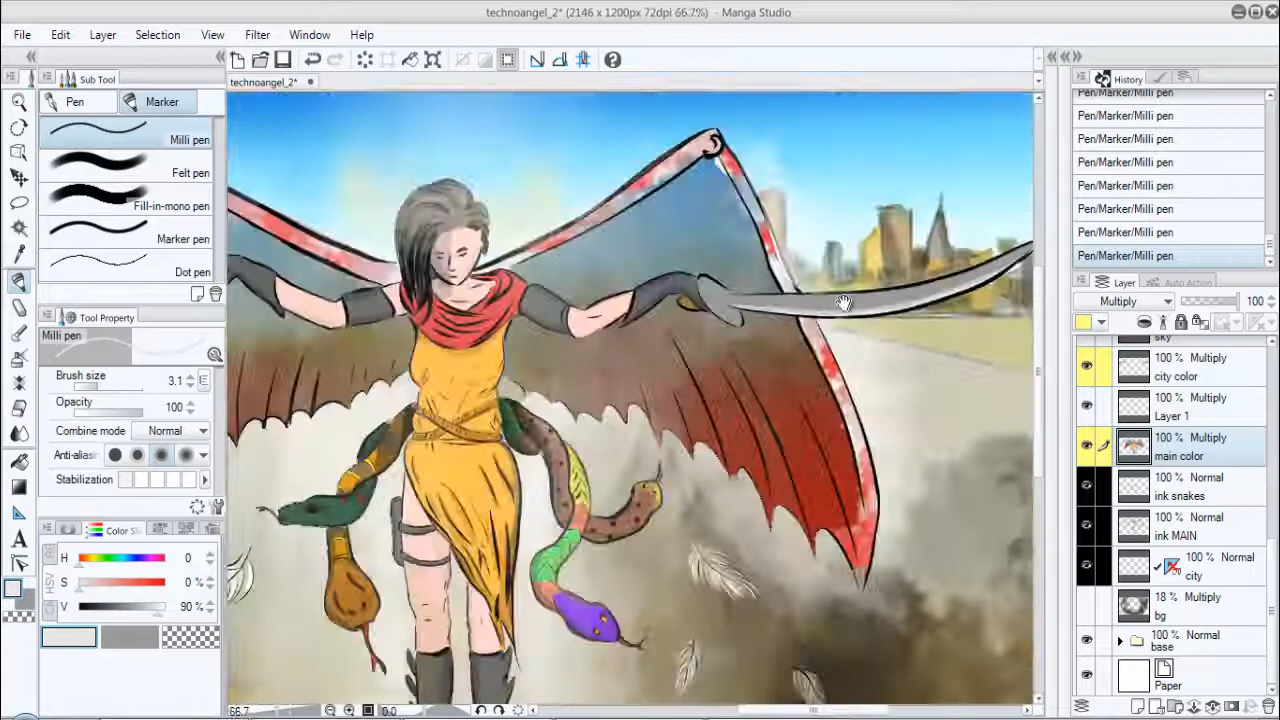 technoangel_2* (2146 x 1200px 72dpi 66.7%) - Manga Studio
File Edit Layer Selection View Filter Window Help
technoangel_2*
Sub Tool
Pen Marker
Milli pen
Felt pen
Fill-in-mono pen
Marker pen
Dot pen
Tool Property
Milli pen
Brush size 3.1
Opacity 100
Combine mode Normal
Anti-aliasin
Stabilization
Color Sli
HSV
H 0
S 0 %
V 90 %
66.7 0.0
History
Pen/Marker/Milli pen
Pen/Marker/Milli pen
Pen/Marker/Milli pen
Pen/Marker/Milli pen
Pen/Marker/Milli pen
Pen/Marker/Milli pen
Pen/Marker/Milli pen
Pen/Marker/Milli pen
Layer Auto Action
Multiply 100
sky
100 % Multiply
city color
100 % Multiply
Layer 1
100 % Multiply
main color
100 % Normal
ink snakes
100 % Normal
ink MAIN
100 % Normal
city
18 % Multiply
bg
100 % Normal
base
Paper